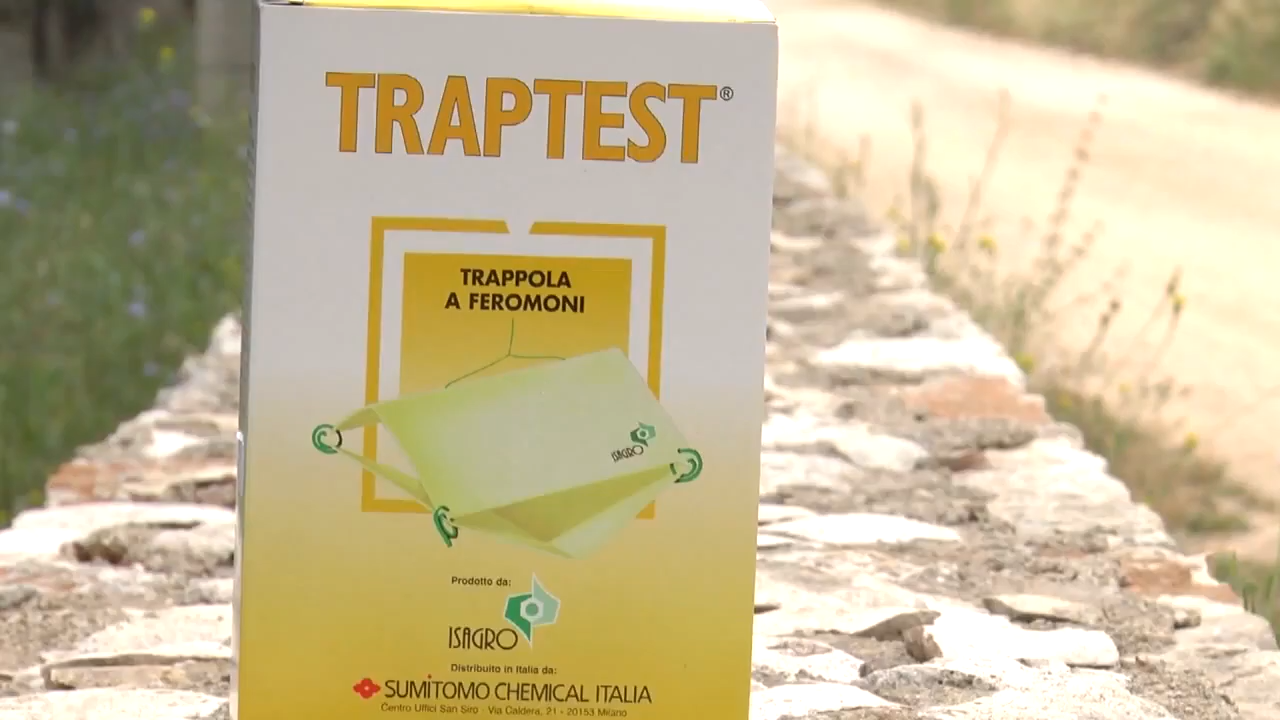 TRAPTEST®
TRAPPOLA
A FEROMONI
ISAGRO
Prodotto da:
ISAGRO
Distribuito in Italia da:
SUMITOMO CHEMICAL ITALIA
Centro Uffici San Siro - Via Caldera, 21 - 20153 Milano